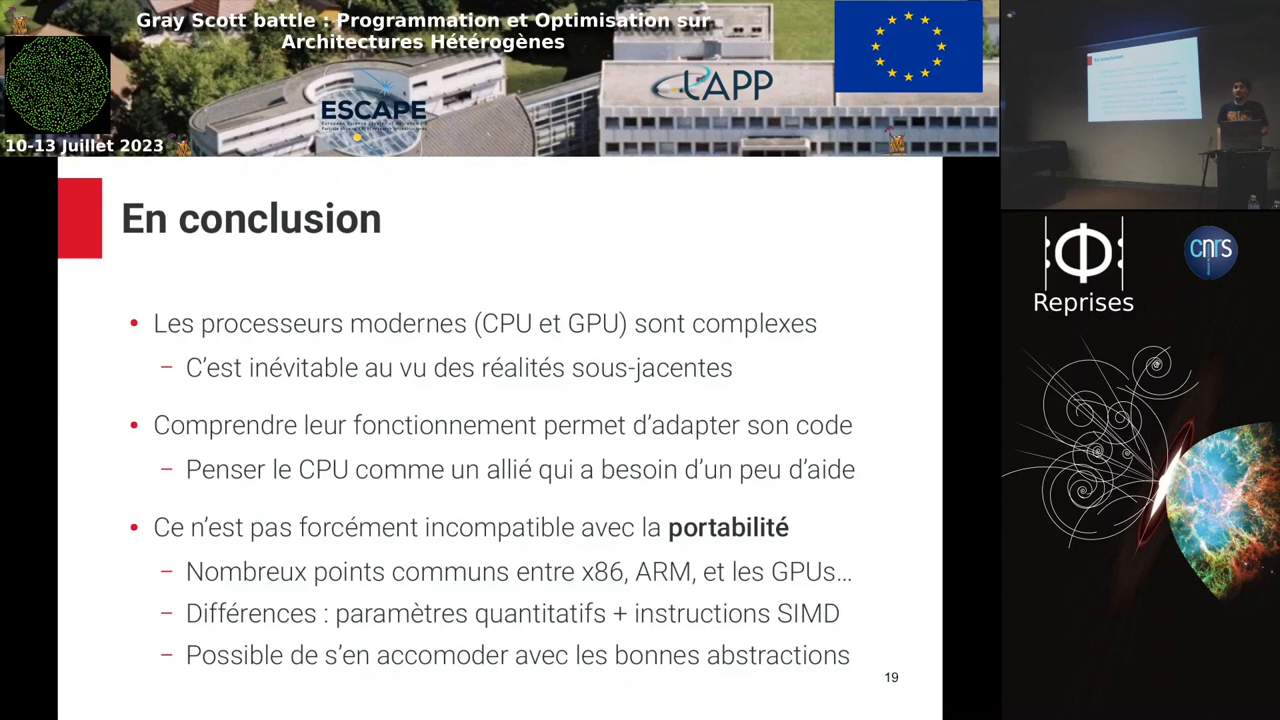 Gray Scott battle : Programmation et Optimisation sur
Architectures Hétérogènes
ESCAPE
LAPP
10-13 Juillet 2023
En conclusion
• Les processeurs modernes (CPU et GPU) sont complexes
– C'est inévitable au vu des réalités sous-jacentes
• Comprendre leur fonctionnement permet d'adapter son code
– Penser le CPU comme un allié qui a besoin d'un peu d'aide
• Ce n'est pas forcément incompatible avec la portabilité
– Nombreux points communs entre x86, ARM, et les GPUs…
– Différences : paramètres quantitatifs + instructions SIMD
– Possible de s'en accomoder avec les bonnes abstractions
19
En conclusion
Φ
Reprises
cnrs